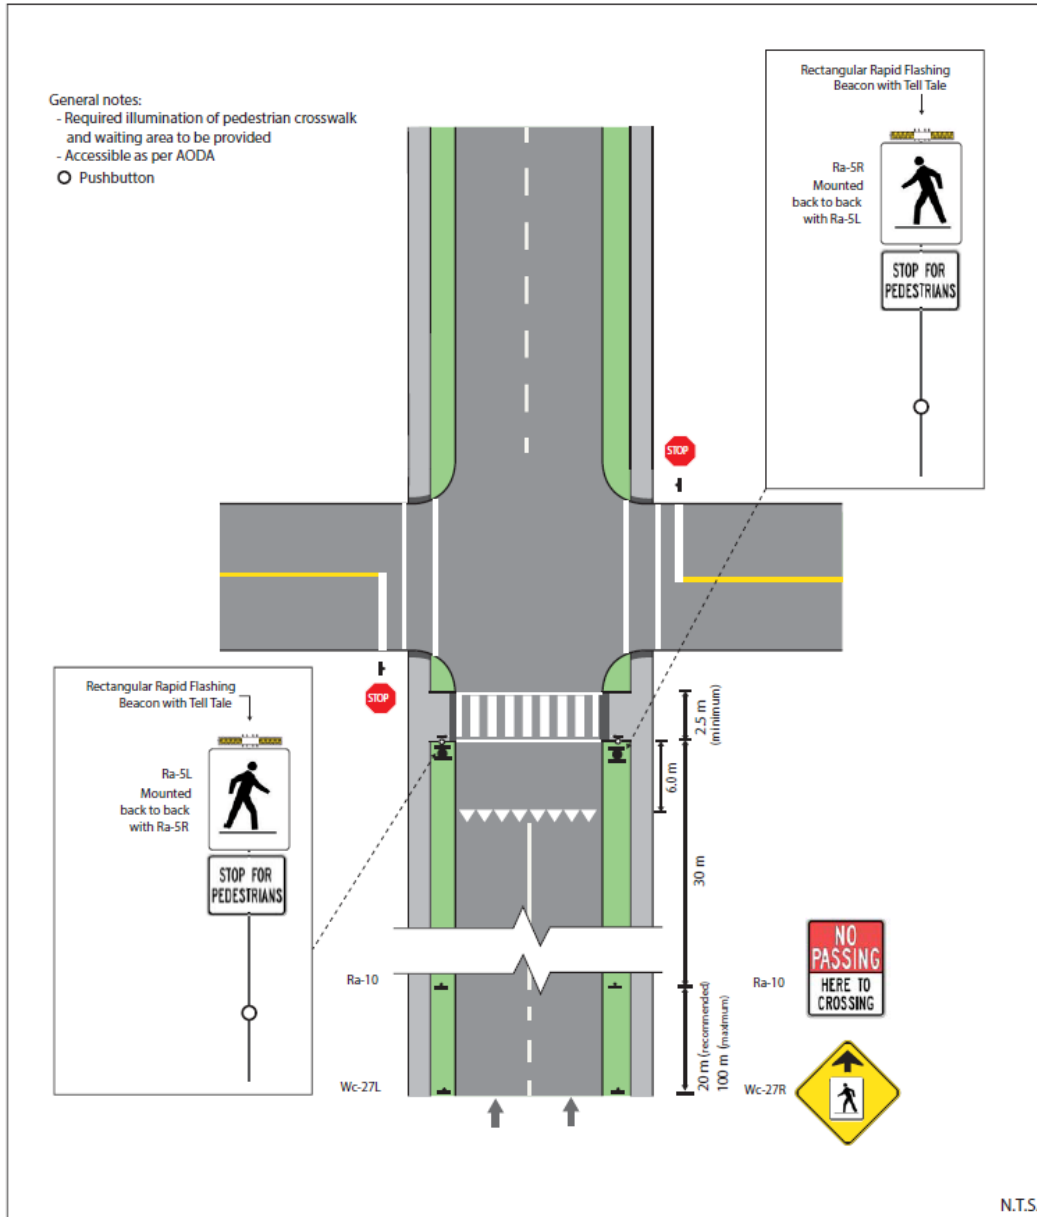 General notes:
- Required illumination of pedestrian crosswalk
and waiting area to be provided
- Accessible as per AODA
Pushbutton
Rectangular Rapid Flashing
Beacon with Tell Tale
Ra-5R
Mounted
back to back
with Ra-5L
STOP FOR
PEDESTRIANS
STOP
STOP
Rectangular Rapid Flashing
Beacon with Tell Tale
Ra-5L
Mounted
back to back
with Ra-5R
STOP FOR
PEDESTRIANS
2.5 m
(minimum)
6.0 m
30 m
Ra-10
Ra-10
NO
PASSING
HERE TO
CROSSING
20 m (recommended)
100 m (maximum)
Wc-27L
Wc-27R
N.T.S.